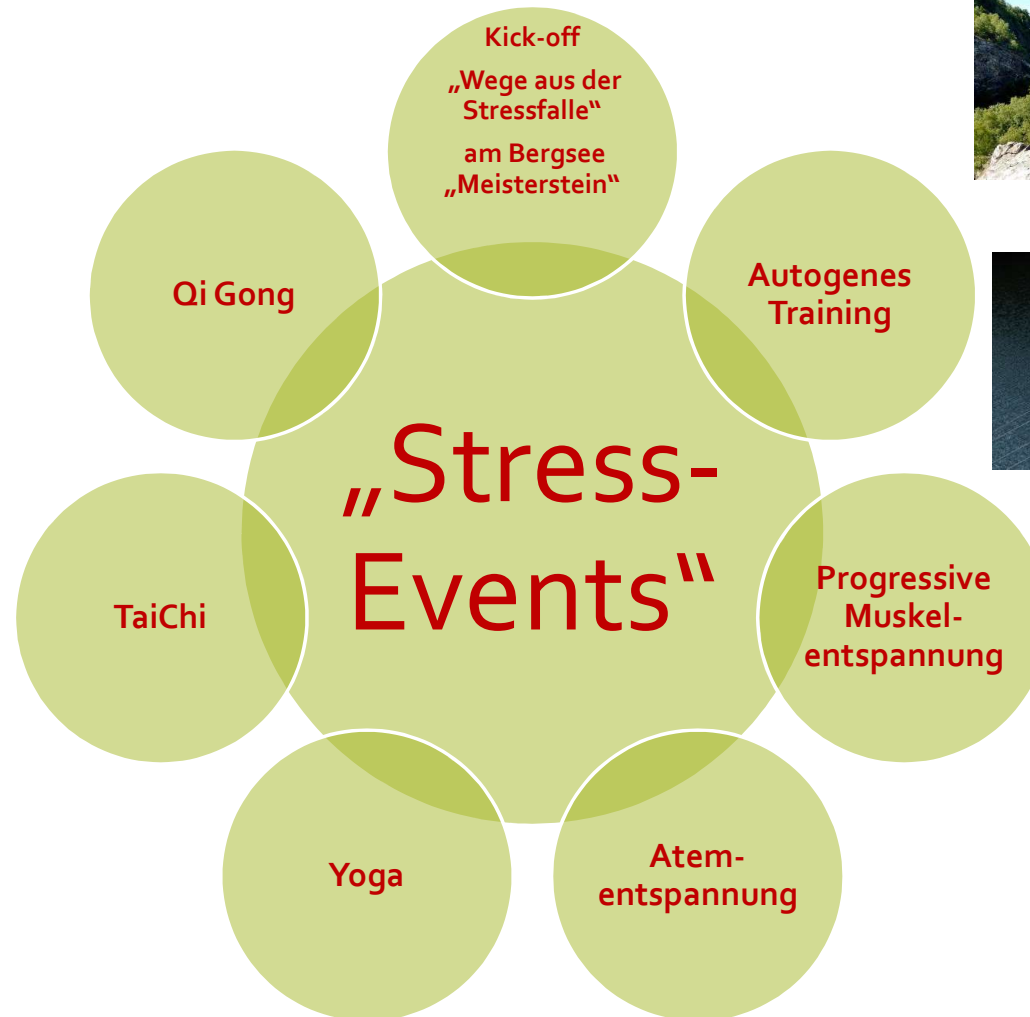 Kick-off
„Wege aus der
Stressfalle“
am Bergsee
„Meisterstein“
Autogenes
Training
Progressive
Muskel-
entspannung
Atem-
entspannung
Yoga
TaiChi
Qi Gong
„Stress-
Events“